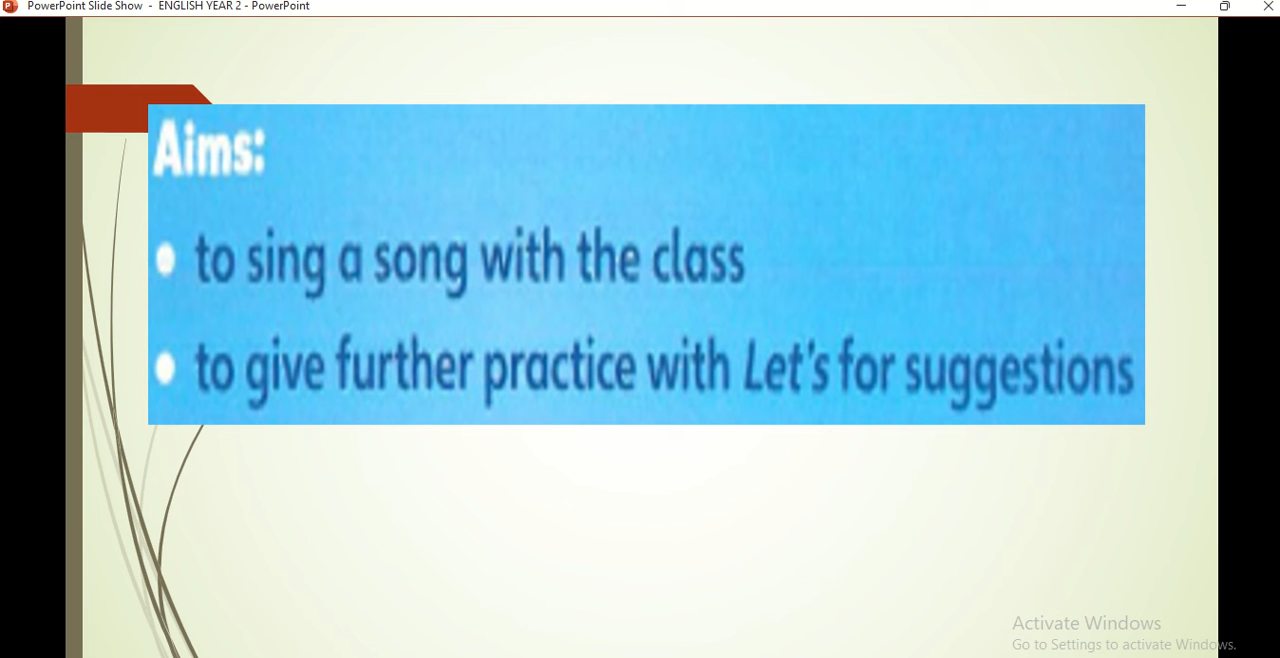 PowerPoint Slide Show - ENGLISH YEAR 2 - PowerPoint
Aims:
• to sing a song with the class
• to give further practice with Let's for suggestions
Activate Windows
Go to Settings to activate Windows.